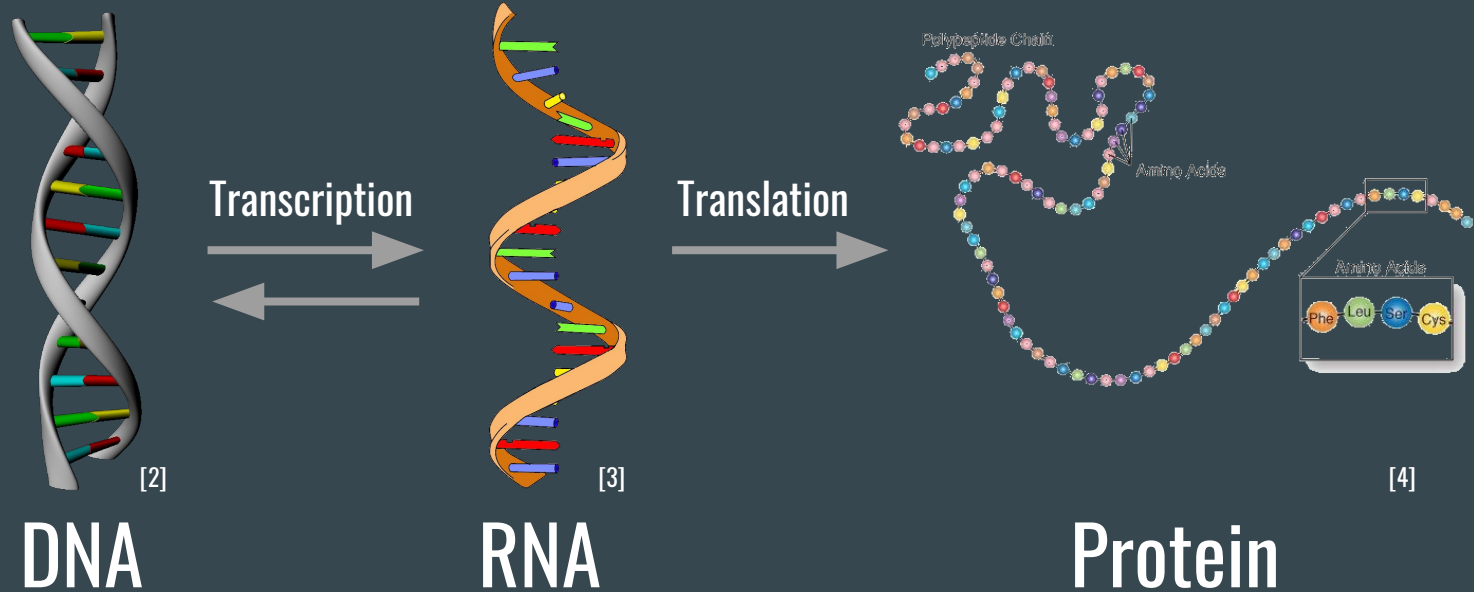 Polypeptide Chain
Transcription
Translation
Amino Acids
Amino Acids
Phe Leu Ser Cys
[2]
[3]
[4]
DNA
RNA
Protein